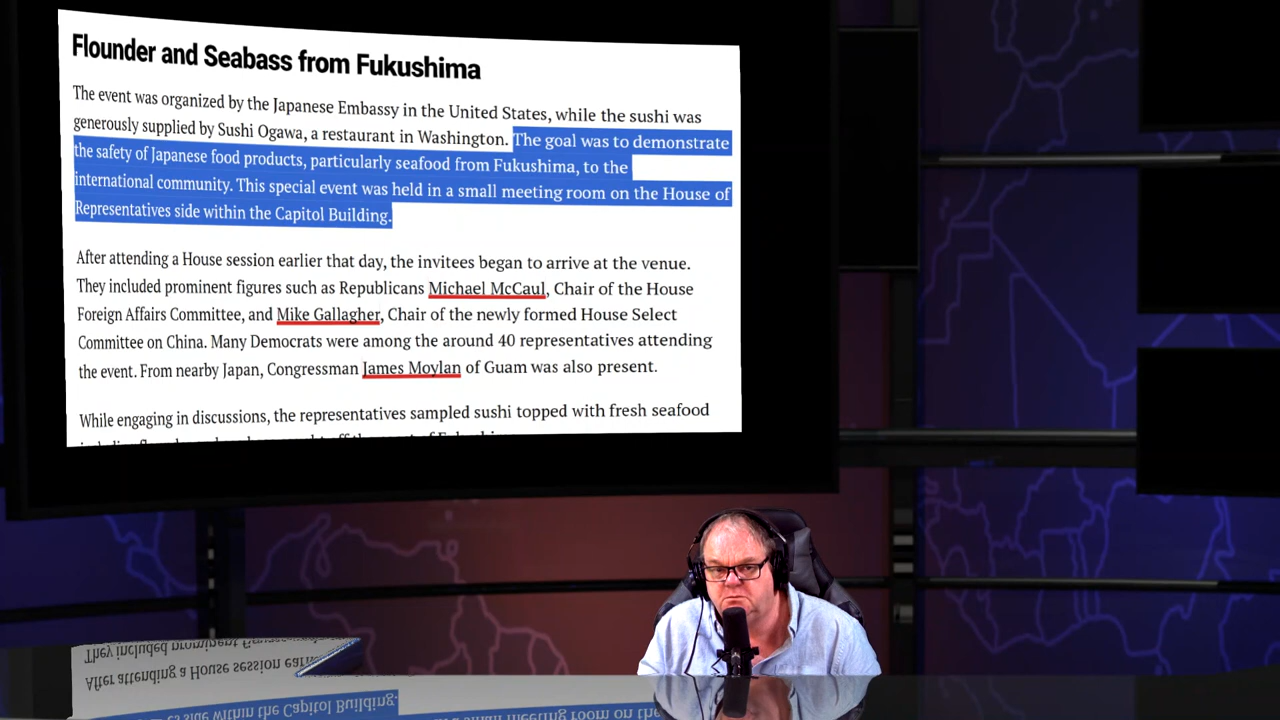 Flounder and Seabass from Fukushima
The event was organized by the Japanese Embassy in the United States, while the sushi was
generously supplied by Sushi Ogawa, a restaurant in Washington. The goal was to demonstrate
the safety of Japanese food products, particularly seafood from Fukushima, to the
international community. This special event was held in a small meeting room on the House of
Representatives side within the Capitol Building.
After attending a House session earlier that day, the invitees began to arrive at the venue.
They included prominent figures such as Republicans Michael McCaul, Chair of the House
Foreign Affairs Committee, and Mike Gallagher, Chair of the newly formed House Select
Committee on China. Many Democrats were among the around 40 representatives attending
the event. From nearby Japan, Congressman James Moylan of Guam was also present.
While engaging in discussions, the representatives sampled sushi topped with fresh seafood